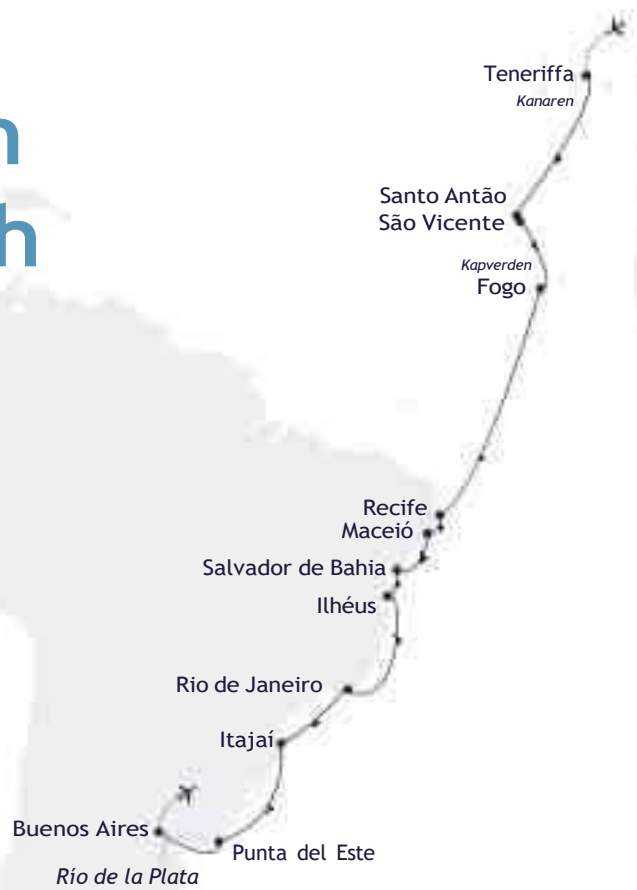 n
h
Teneriffa
Kanaren
Santo Antão
São Vicente
Kapverden
Fogo
Recife
Maceió
Salvador de Bahia
Ilhéus
Rio de Janeiro
Itajaí
Buenos Aires
Punta del Este
Río de la Plata